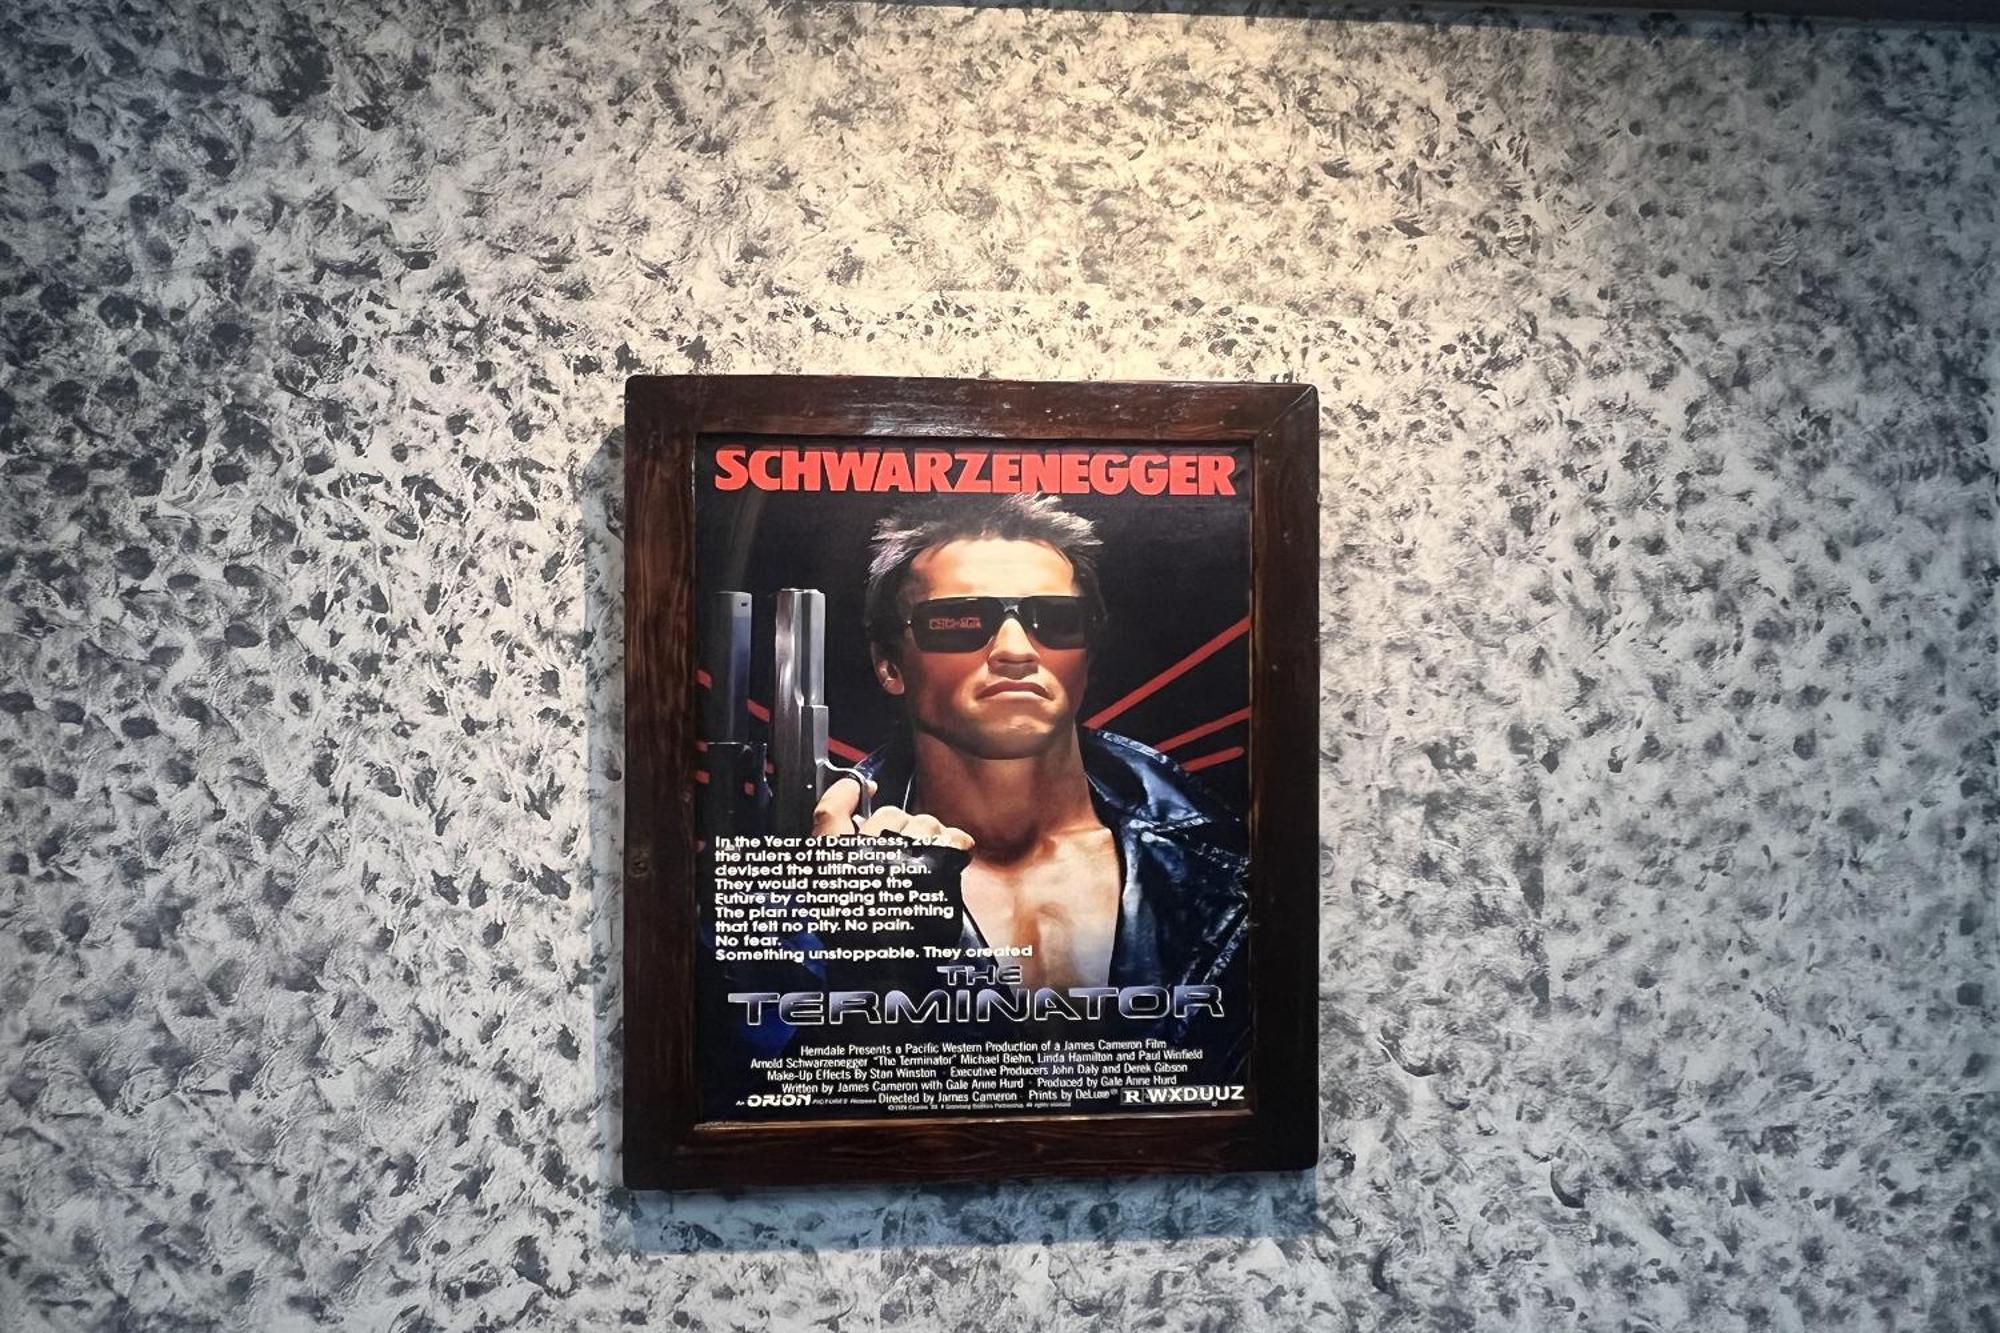 SCHWARZENEGGER
In the Year of Darkness, 2029,
the rulers of this planet
devised the ultimate plan.
They would reshape the
Future by changing the Past.
The plan required something
that felt no pity. No pain.
No fear.
Something unstoppable. They created
THE
TERMINATOR
Hemdale Presents a Pacific Western Production of a James Cameron Film
Arnold Schwarzenegger "The Terminator" Michael Biehn, Linda Hamilton and Paul Winfield
Make-Up Effects By Stan Winston · Executive Producers John Daly and Derek Gibson
Written by James Cameron with Gale Anne Hurd · Produced by Gale Anne Hurd
An ORION PICTURES Release Directed by James Cameron · Prints by DeLuxe R WXDUUZ